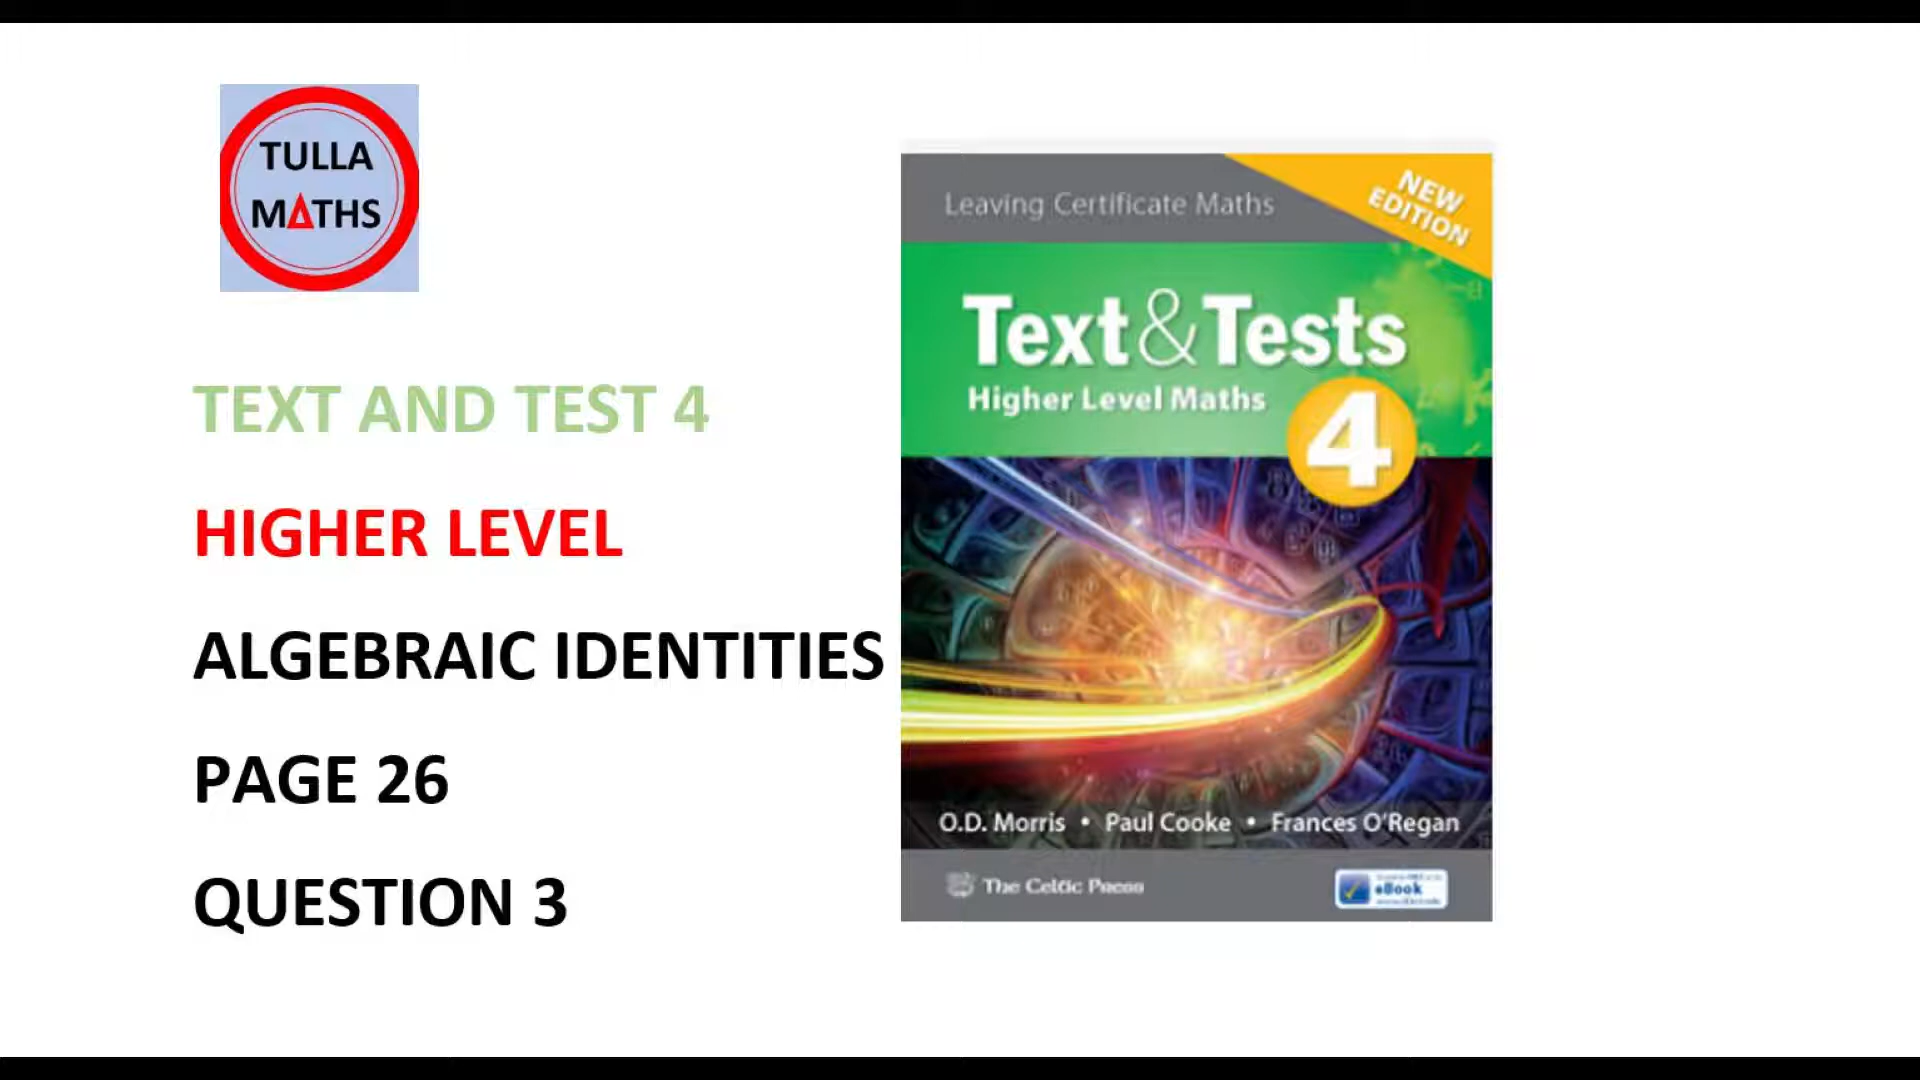 TULLA
MATHS
TEXT AND TEST 4
HIGHER LEVEL
ALGEBRAIC IDENTITIES
PAGE 26
QUESTION 3
Leaving Certificate Maths
NEW
EDITION
Text & Tests
Higher Level Maths
4
O.D. Morris • Paul Cooke • Frances O'Regan
The Celtic Press
eBook